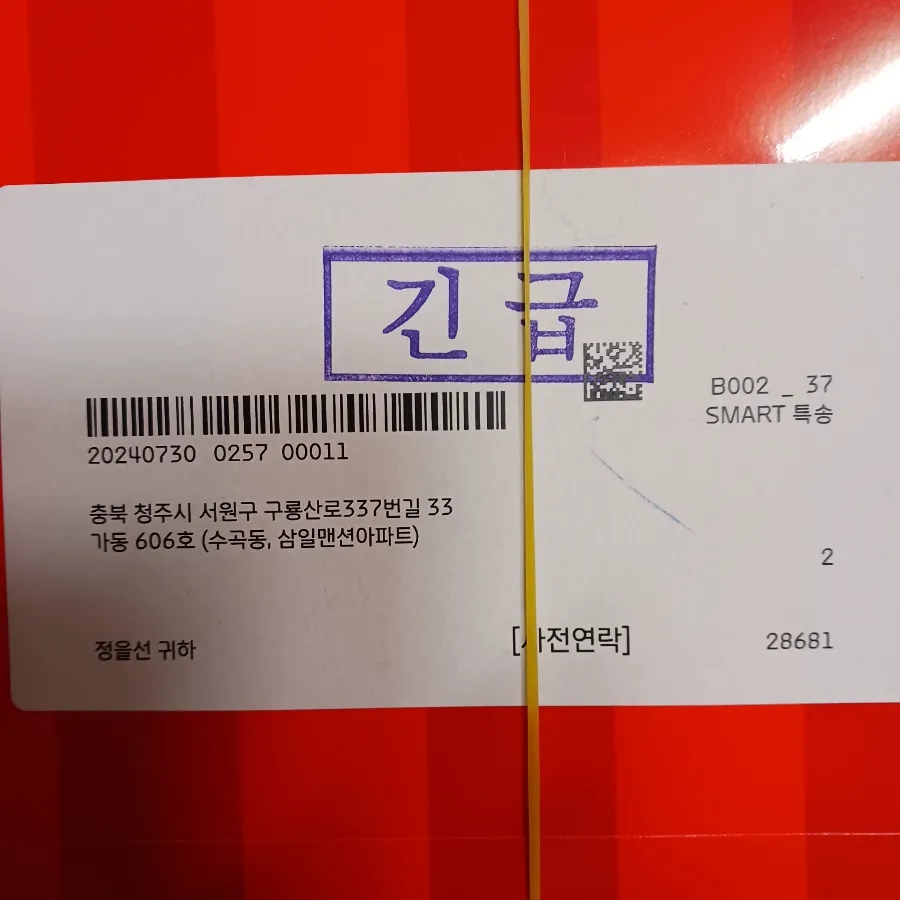 긴급
B002 _ 37
SMART 특송
20240730 0257 00011
충북 청주시 서원구 구룡산로337번길 33
가동 606호 (수곡동, 삼일맨션아파트)
2
정을선 귀하
[사전연락]
28681